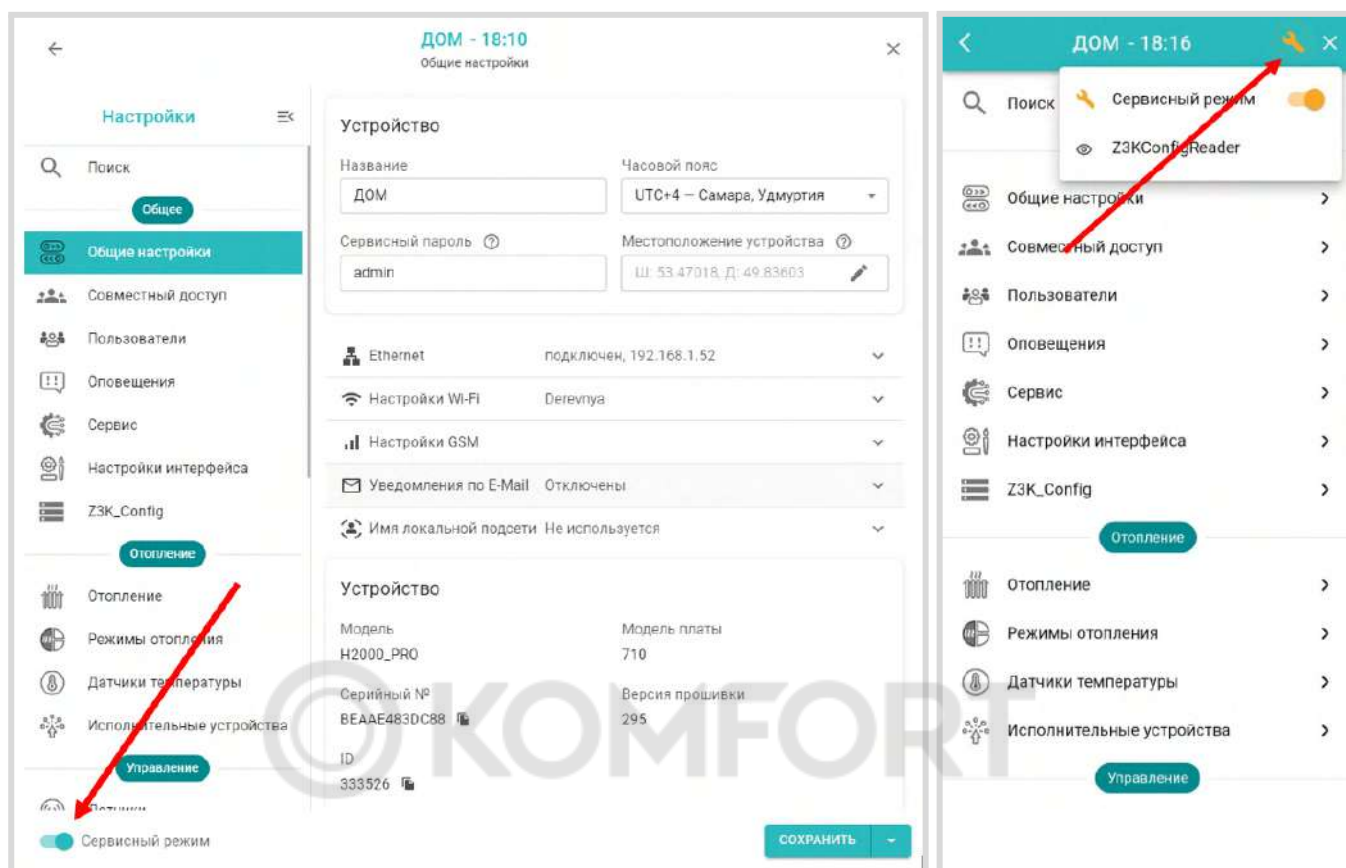 ДОМ - 18:10
Общие настройки
Настройки
Поиск
Общее
Общие настройки
Совместный доступ
Пользователи
Оповещения
Сервис
Настройки интерфейса
Z3K_Config
Отопление
Отопление
Режимы отопления
Датчики температуры
Исполнительные устройства
Управление
Датчики
Сервисный режим
Устройство
Название
Часовой пояс
ДОМ
UTC+4 — Самара, Удмуртия
Сервисный пароль
Местоположение устройства
admin
Ш: 53.47018, Д: 49.83603
Ethernet подключен, 192.168.1.52
Настройки Wi-Fi Derevnya
Настройки GSM
Уведомления по E-Mail Отключены
Имя локальной подсети Не используется
Устройство
Модель
Модель платы
H2000_PRO
710
Серийный №
Версия прошивки
BEAAE483DC88
295
ID
333526
СОХРАНИТЬ
ДОМ - 18:16
Поиск
Сервисный режим
Z3KConfigReader
Общие настройки
Совместный доступ
Пользователи
Оповещения
Сервис
Настройки интерфейса
Z3K_Config
Отопление
Отопление
Режимы отопления
Датчики температуры
Исполнительные устройства
Управление
KOMFORT